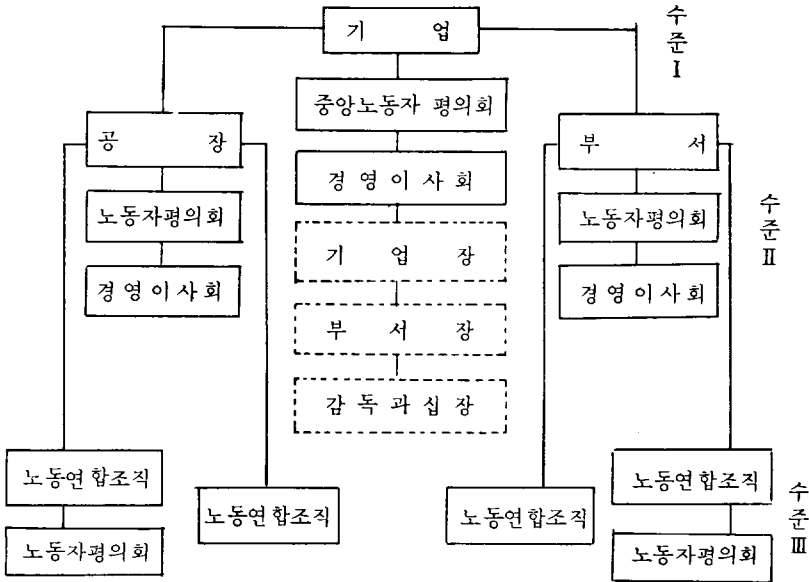 기 업
수준 I
중앙노동자 평의회
공 장
부 서
경영이사회
노동자평의회
노동자평의회
수준 II
기 업 장
경영이사회
경영이사회
부 서 장
감독과십장
노동연합조직
노동연합조직
노동연합조직
노동연합조직
수준 III
노동자평의회
노동자평의회